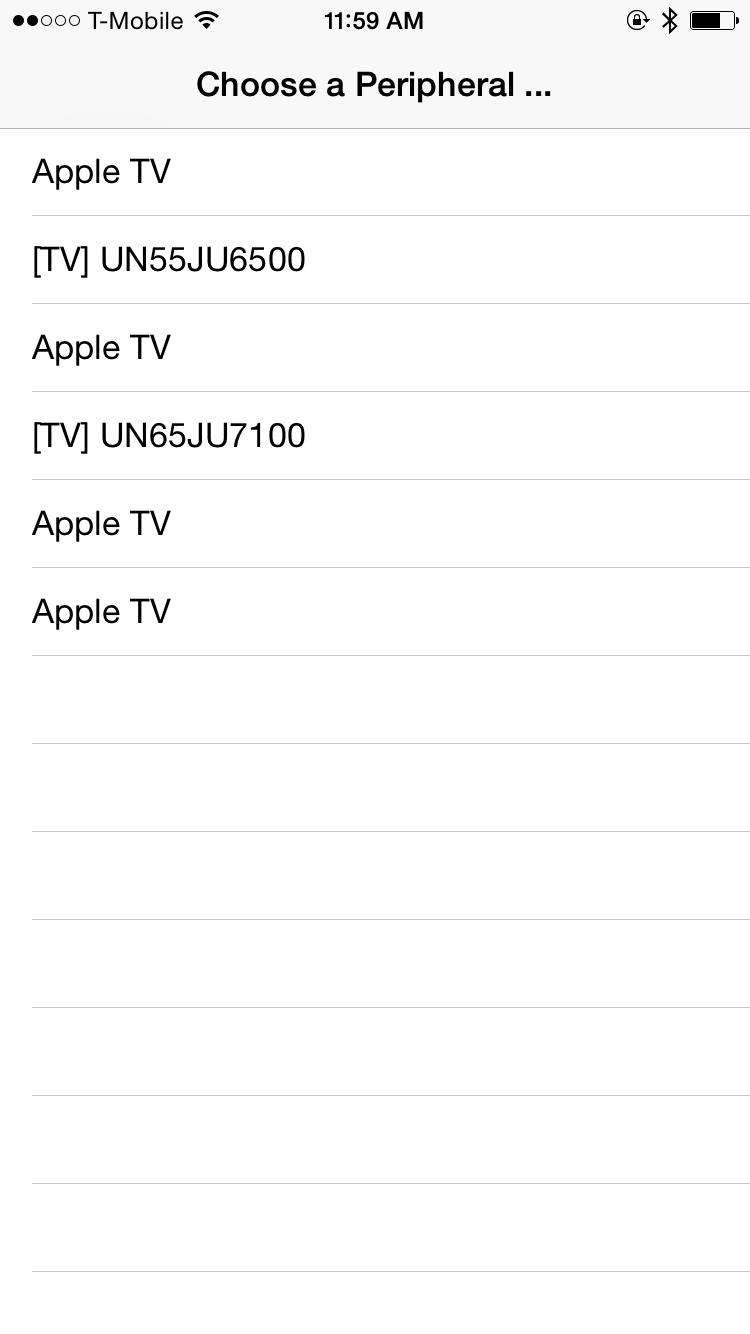 T-Mobile 11:59 AM
Choose a Peripheral ...
Apple TV
[TV] UN55JU6500
Apple TV
[TV] UN65JU7100
Apple TV
Apple TV